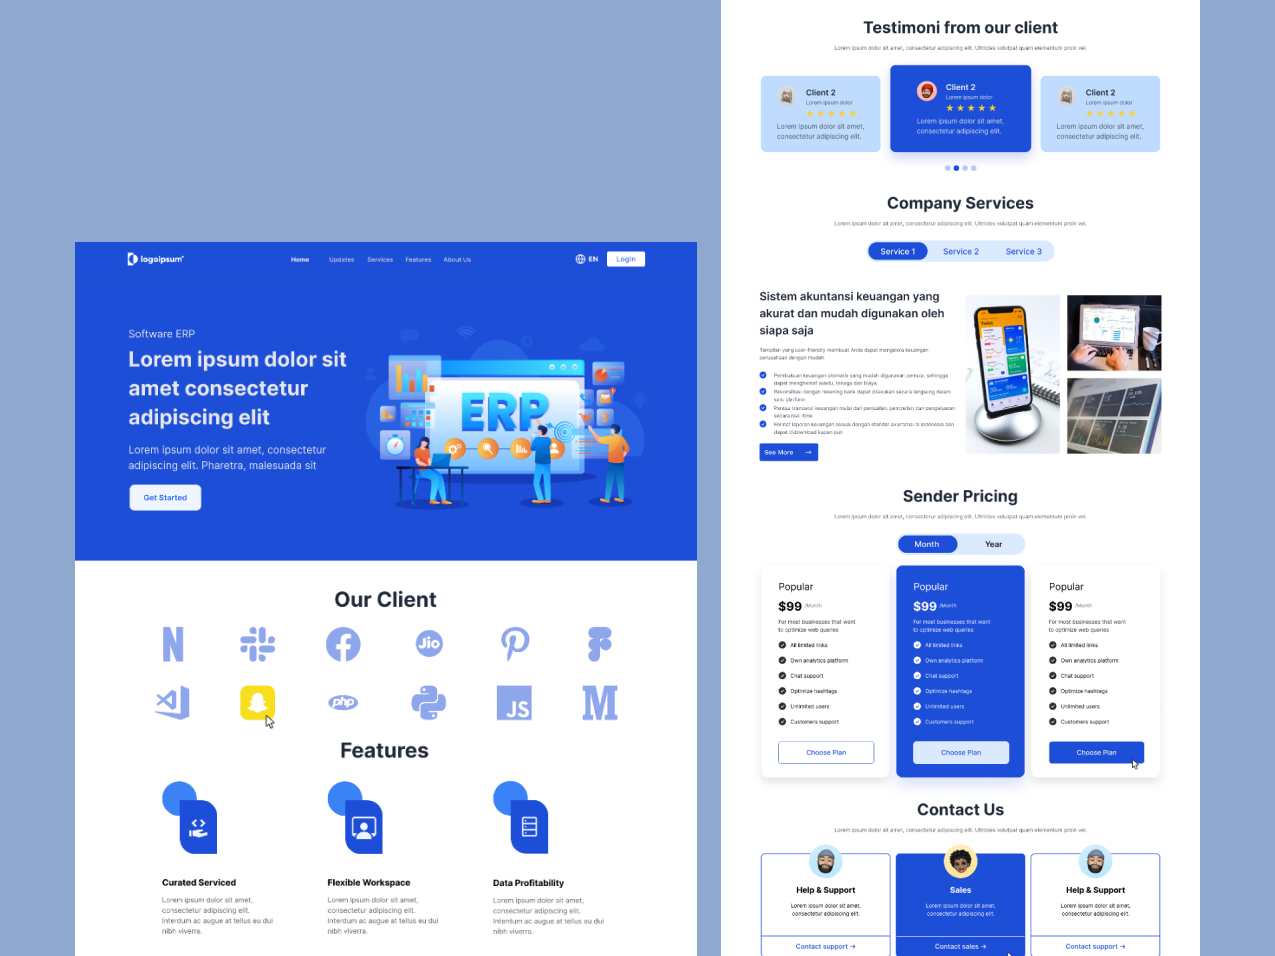 logoipsum
Home
Updates
Services
Features
About Us
EN
LogIn
Software ERP
Lorem ipsum dolor sit
amet consectetur
adipiscing elit
Lorem ipsum dolor sit amet, consectetur
adipiscing elit. Pharetra, malesuada sit
Get Started
ERP
Our Client
N
Jio
php
JS
M
Features
Curated Serviced
Lorem ipsum dolor sit amet,
consectetur adipiscing elit.
Interdum ac augue at tellus eu dui
nibh viverra.
Flexible Workspace
Lorem ipsum dolor sit amet,
consectetur adipiscing elit.
Interdum ac augue at tellus eu dui
nibh viverra.
Data Profitability
Lorem ipsum dolor sit amet,
consectetur adipiscing elit.
Interdum ac augue at tellus eu dui
nibh viverra.
Testimoni from our client
Lorem ipsum dolor sit amet, consectetur adipiscing elit. Ultricies volutpat quam elementum proin vel.
Client 2
Lorem ipsum dolor
Lorem ipsum dolor sit amet,
consectetur adipiscing elit.
Client 2
Lorem ipsum dolor
Lorem ipsum dolor sit amet,
consectetur adipiscing elit.
Client 2
Lorem ipsum dolor
Lorem ipsum dolor sit amet,
consectetur adipiscing elit.
Company Services
Lorem ipsum dolor sit amet, consectetur adipiscing elit. Ultricies volutpat quam elementum proin vel.
Service 1
Service 2
Service 3
Sistem akuntansi keuangan yang
akurat dan mudah digunakan oleh
siapa saja
Tampilan yang user-friendly membuat Anda dapat mengelola keuangan
perusahaan dengan mudah
Pembukuan keuangan otomatis yang mudah digunakan pemula, sehingga
dapat menghemat waktu, tenaga dan biaya
Rekonsiliasi dengan rekening bank dapat dilakukan secara langsung dalam
satu platform
Pantau transaksi keuangan mulai dari penjualan, pembelian dan pengeluaran
secara real-time
Format laporan keuangan sesuai dengan standar akuntansi di Indonesia dan
dapat didownload kapan pun
See More →
Today
Sender Pricing
Lorem ipsum dolor sit amet, consectetur adipiscing elit. Ultricies volutpat quam elementum proin vel.
Month
Year
Popular
$99 /Month
For most businesses that want
to optimize web queries
All limited links
Own analytics platform
Chat support
Optimize hashtags
Unlimited users
Customers support
Choose Plan
Popular
$99 /Month
For most businesses that want
to optimize web queries
All limited links
Own analytics platform
Chat support
Optimize hashtags
Unlimited users
Customers support
Choose Plan
Popular
$99 /Month
For most businesses that want
to optimize web queries
All limited links
Own analytics platform
Chat support
Optimize hashtags
Unlimited users
Customers support
Choose Plan
Contact Us
Lorem ipsum dolor sit amet, consectetur adipiscing elit. Ultricies volutpat quam elementum proin vel.
Help & Support
Lorem ipsum dolor sit amet,
consectetur adipiscing elit.
Contact support →
Sales
Lorem ipsum dolor sit amet,
consectetur adipiscing elit.
Contact sales →
Help & Support
Lorem ipsum dolor sit amet,
consectetur adipiscing elit.
Contact support →